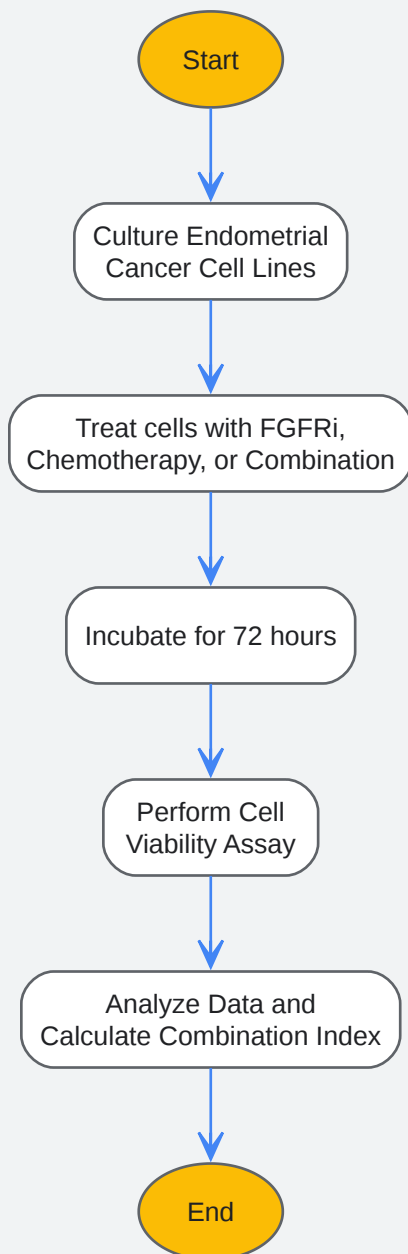 Start
Culture Endometrial
Cancer Cell Lines
Treat cells with FGFRi,
Chemotherapy, or Combination
Incubate for 72 hours
Perform Cell
Viability Assay
Analyze Data and
Calculate Combination Index
End